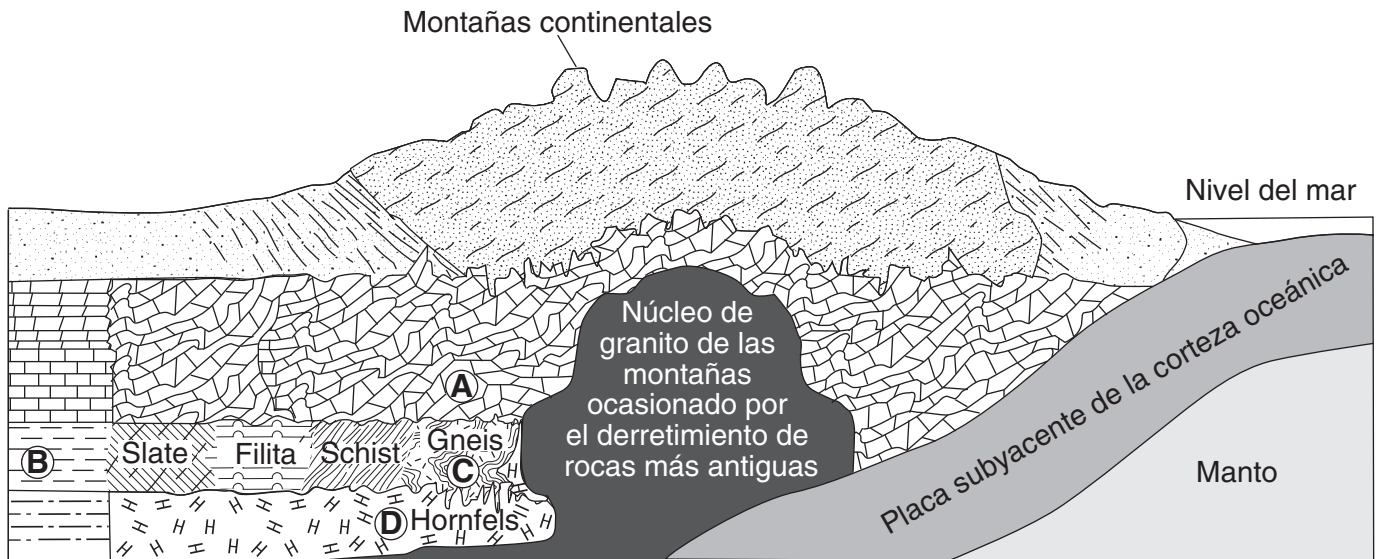 Montañas continentales
Nivel del mar
Núcleo de
granito de las
montañas
ocasionado por
el derretimiento de
rocas más antiguas
Placa subyacente de la corteza oceánica
Manto
A
B
Slate
Filita
Schist
Gneis
C
D
Hornfels